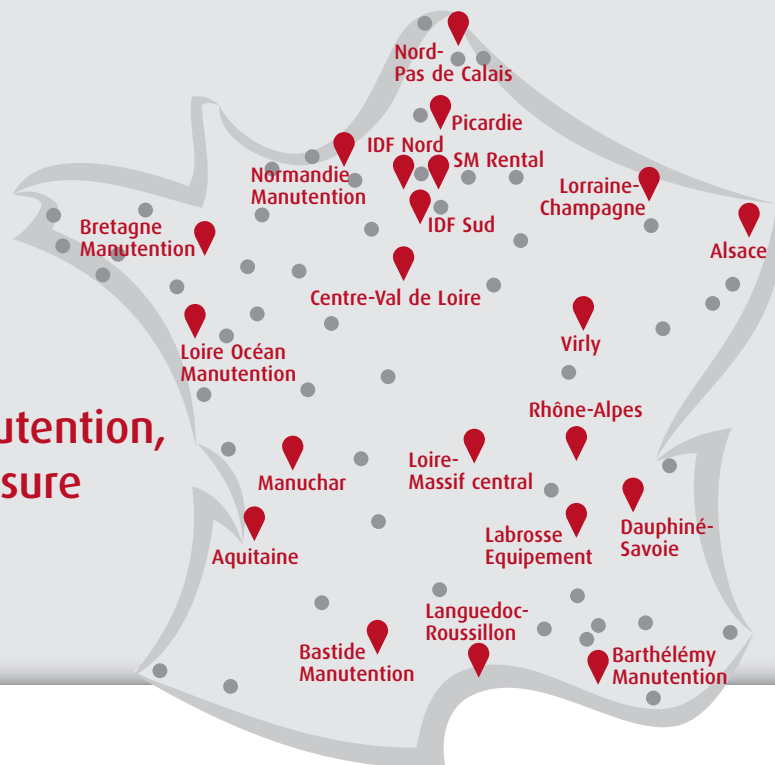 Nord-
Pas de Calais
Picardie
IDF Nord
SM Rental
Normandie
Manutention
Lorraine-
Champagne
IDF Sud
Bretagne
Manutention
Alsace
Centre-Val de Loire
Virly
Loire Océan
Manutention
Rhône-Alpes
utention,
sure
Loire-
Massif central
Manuchar
Dauphiné-
Savoie
Labrosse
Equipement
Aquitaine
Languedoc-
Roussillon
Bastide
Manutention
Barthélémy
Manutention